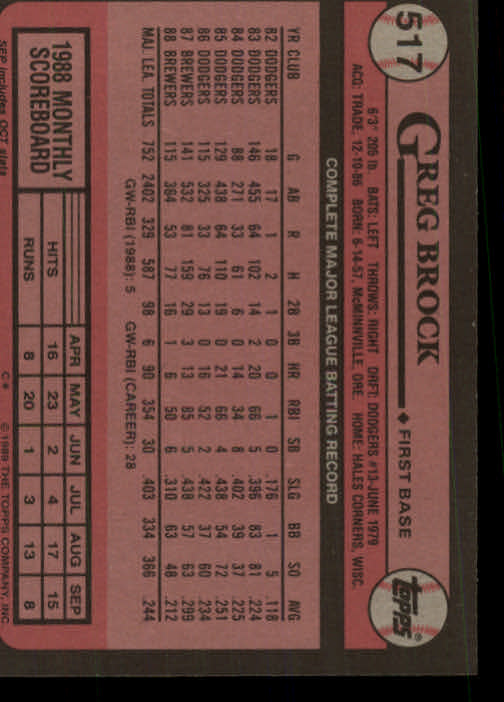 517
GREG BROCK ◆ FIRST BASE
topps®
6'3" 205 lb. BATS: LEFT THROWS: RIGHT DRFT: DODGERS #13-JUNE 1979
ACQ: TRADE, 12-10-86 BORN: 6-14-57, McMINNVILLE, ORE. HOME: HALES CORNERS, WISC.
COMPLETE MAJOR LEAGUE BATTING RECORD
YR CLUB G AB R H 2B 3B HR RBI SB SLG BB SO AVG
82 DODGERS 18 17 1 2 1 0 0 1 0 .176 1 5 .118
83 DODGERS 146 455 64 102 14 2 20 66 5 .396 83 81 .224
84 DODGERS 88 271 33 61 6 0 14 34 8 .402 39 37 .225
85 DODGERS 129 438 64 110 19 0 21 66 4 .438 54 72 .251
86 DODGERS 115 325 33 76 13 0 16 52 2 .422 37 60 .234
87 BREWERS 141 532 81 159 29 3 13 85 5 .438 57 63 .299
88 BREWERS 115 364 53 77 16 1 6 50 6 .310 63 48 .212
MAJ. LEA. TOTALS 752 2402 329 587 98 6 90 354 30 .403 334 366 .244
GW-RBI (1988): 5 GW-RBI (CAREER): 28
1988 MONTHLY SCOREBOARD
APR MAY JUN JUL AUG SEP
HITS 16 23 2 4 17 15
RUNS 8 20 1 3 13 8
SEP includes OCT stats C* ©1989 THE TOPPS COMPANY, INC.